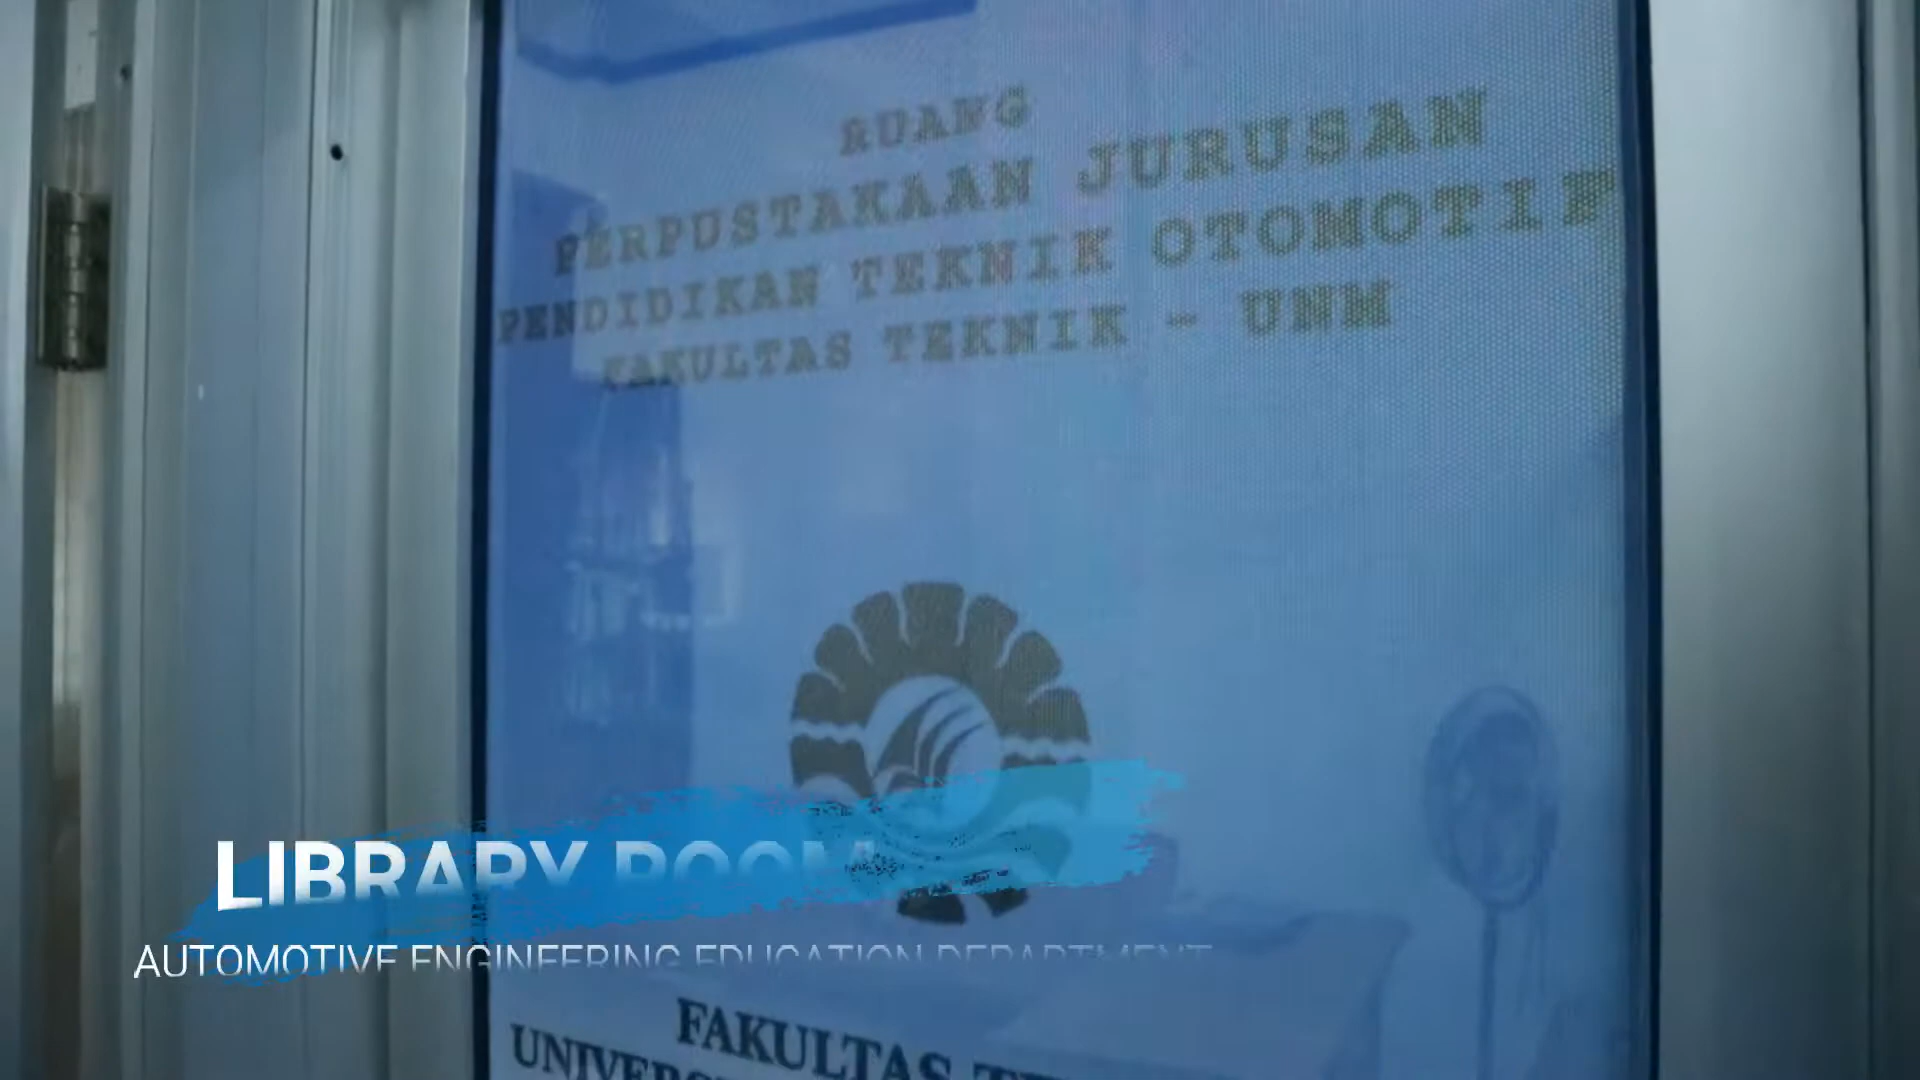 RUANG
PERPUSTAKAAN JURUSAN
PENDIDIKAN TEKNIK OTOMOTIF
FAKULTAS TEKNIK - UNM
LIBRARY ROOM
AUTOMOTIVE ENGINEERING EDUCATION DEPARTMENT
FAKULTAS